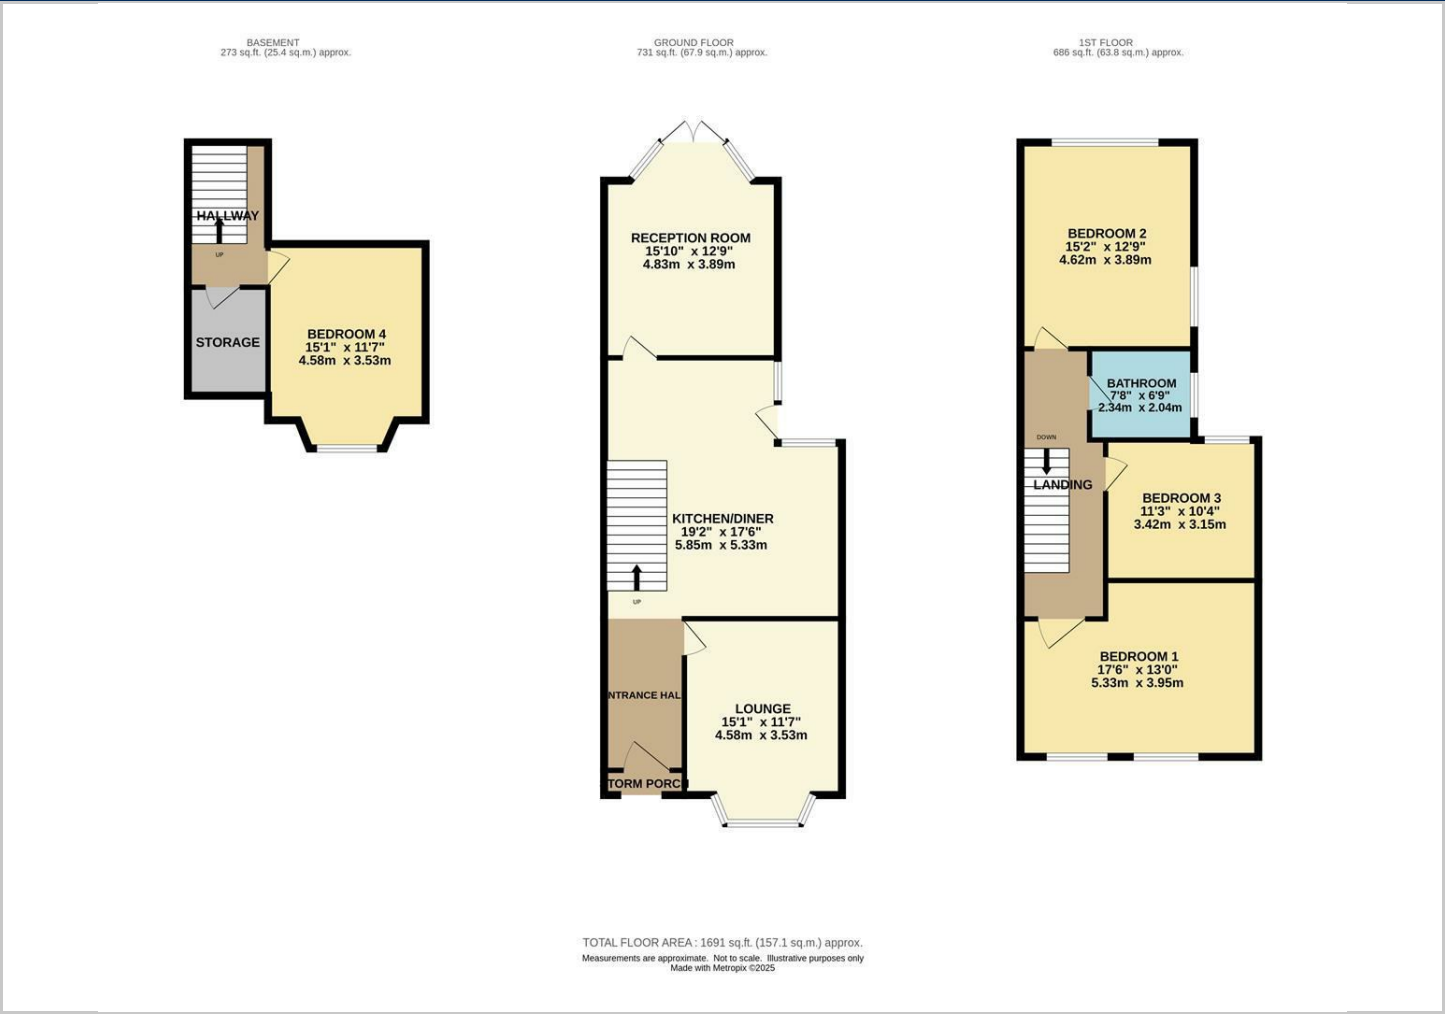 BASEMENT
273 sq.ft. (25.4 sq.m.) approx.
HALLWAY
UP
STORAGE
BEDROOM 4
15'1" x 11'7"
4.58m x 3.53m
GROUND FLOOR
731 sq.ft. (67.9 sq.m.) approx.
RECEPTION ROOM
15'10" x 12'9"
4.83m x 3.89m
KITCHEN/DINER
19'2" x 17'6"
5.85m x 5.33m
UP
NTRANCE HAL
LOUNGE
15'1" x 11'7"
4.58m x 3.53m
TORM PORCH
1ST FLOOR
686 sq.ft. (63.8 sq.m.) approx.
BEDROOM 2
15'2" x 12'9"
4.62m x 3.89m
BATHROOM
7'8" x 6'9"
2.34m x 2.04m
DOWN
LANDING
BEDROOM 3
11'3" x 10'4"
3.42m x 3.15m
BEDROOM 1
17'6" x 13'0"
5.33m x 3.95m
TOTAL FLOOR AREA : 1691 sq.ft. (157.1 sq.m.) approx.
Measurements are approximate. Not to scale. Illustrative purposes only
Made with Metropix ©2025